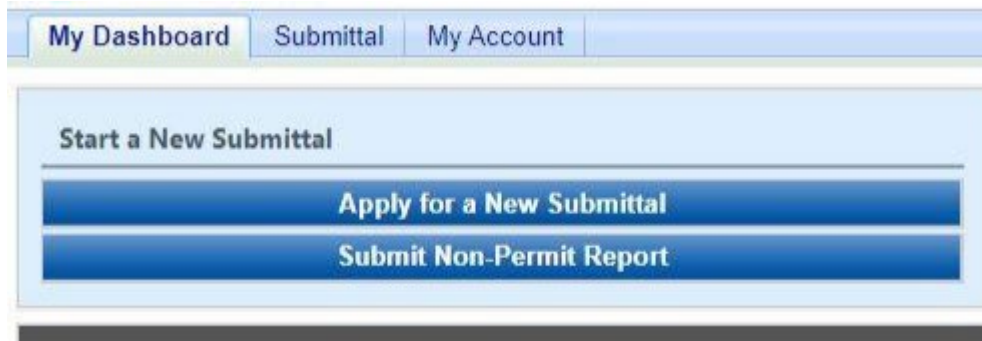 My Dashboard Submittal My Account
Start a New Submittal
Apply for a New Submittal
Submit Non-Permit Report